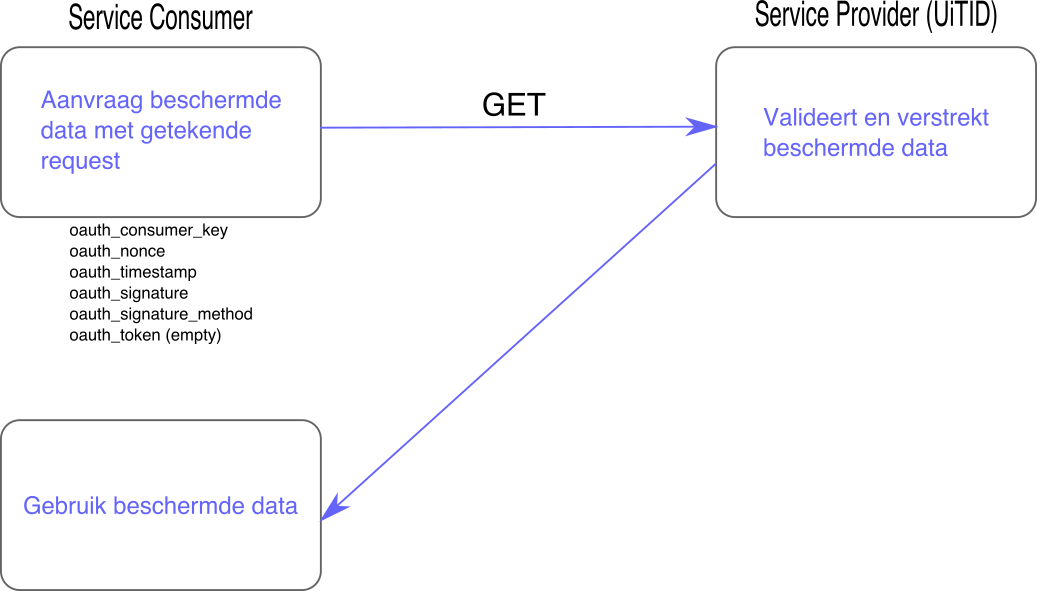 Service Consumer
Service Provider (UiTID)
Aanvraag beschermde
data met getekende
request
GET
Valideert en verstrekt
beschermde data
oauth_consumer_key
oauth_nonce
oauth_timestamp
oauth_signature
oauth_signature_method
oauth_token (empty)
Gebruik beschermde data